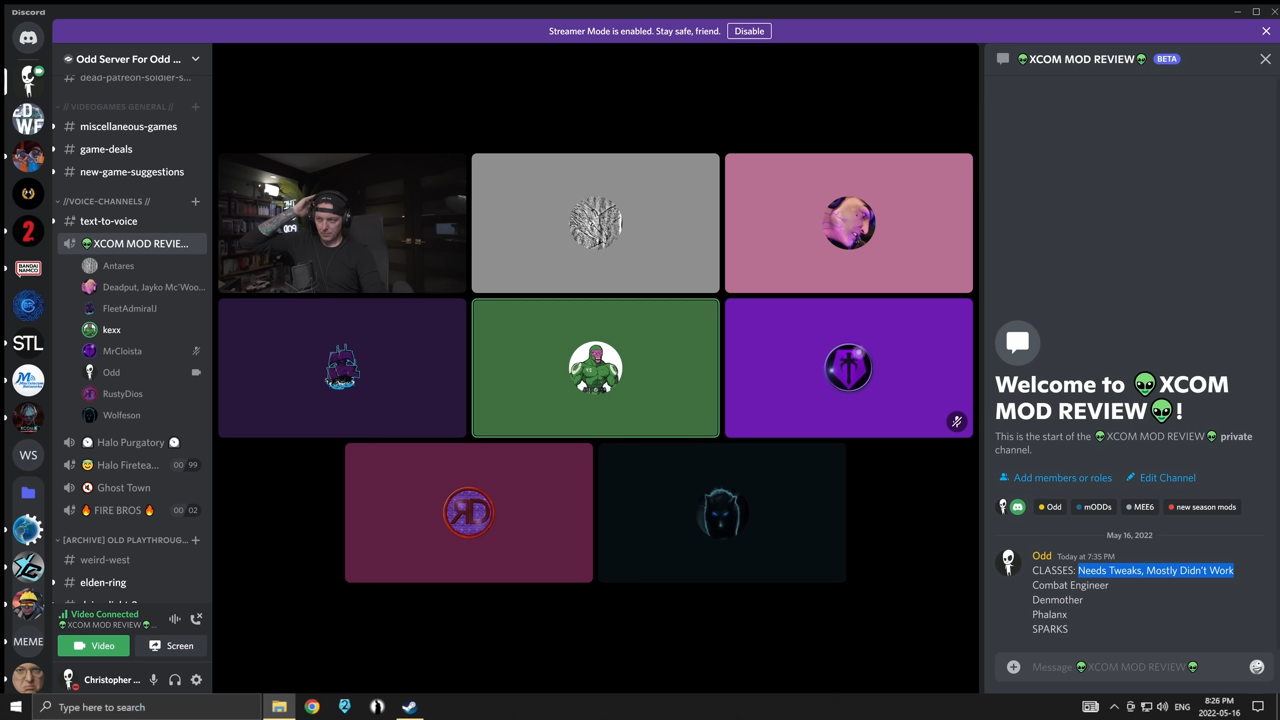 Discord
Streamer Mode is enabled. Stay safe, friend.
Disable
Odd Server For Odd ...
# dead-patreon-soldier-s...
// VIDEOGAMES GENERAL //
# miscellaneous-games
# game-deals
# new-game-suggestions
//VOICE-CHANNELS //
# text-to-voice
👽XCOM MOD REVIE...
Antares
Deadput, Jayko Mc'Woo...
FleetAdmiralJ
kexx
MrCloista
Odd
RustyDios
Wolfeson
Halo Purgatory
Halo Firetea...
00 99
Ghost Town
🔥 FIRE BROS 🔥
00 02
[ARCHIVE] OLD PLAYTHROUG...
# weird-west
# elden-ring
Video Connected
👽XCOM MOD REVIEW👽...
Video
Screen
Christopher ...
2
BANDAI
NAMCO
STL
WS
MEME
RD
👽XCOM MOD REVIEW👽
BETA
Welcome to 👽XCOM
MOD REVIEW👽!
This is the start of the 👽XCOM MOD REVIEW👽 private
channel.
Add members or roles
Edit Channel
Odd
mODDs
MEE6
new season mods
May 16, 2022
Odd Today at 7:35 PM
CLASSES: Needs Tweaks, Mostly Didn't Work
Combat Engineer
Denmother
Phalanx
SPARKS
Message 👽XCOM MOD REVIEW👽
Type here to search
ENG
8:26 PM
2022-05-16